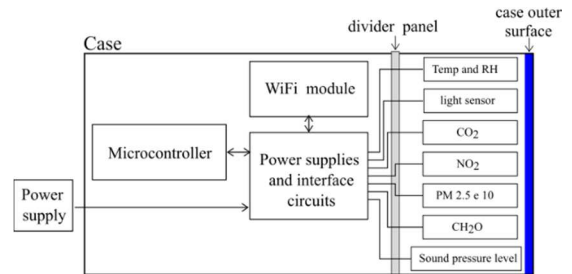 case outer
surface
divider panel
Case
Temp and RH
WiFi module
light sensor
CO2
Microcontroller
Power supplies
and interface
circuits
NO2
Power
supply
PM 2.5 e 10
CH2O
Sound pressure level